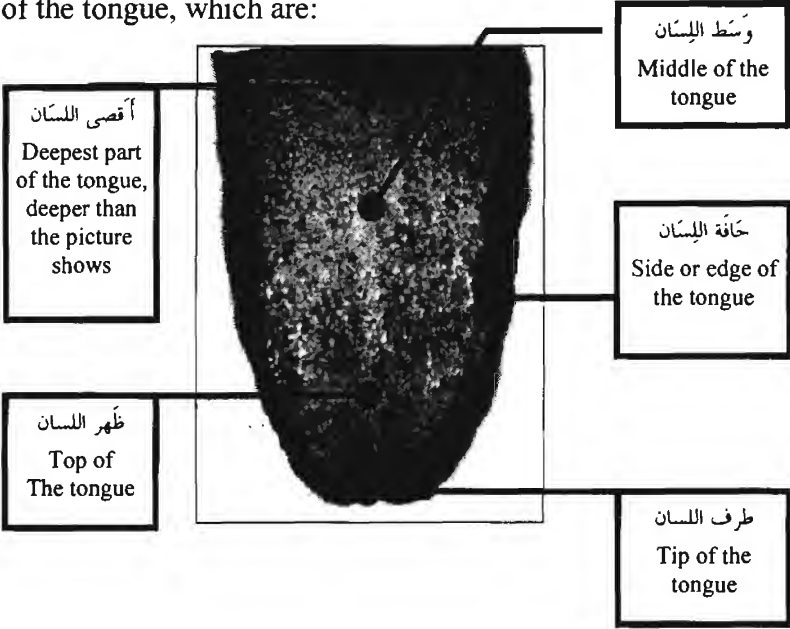 of the tongue, which are:
وَسَط اللِسَان
Middle of the
tongue
أَقصى اللسَان
Deepest part
of the tongue,
deeper than
the picture
shows
حَافَة اللِسَان
Side or edge of
the tongue
ظَهر اللسان
Top of
The tongue
طرف اللسان
Tip of the
tongue